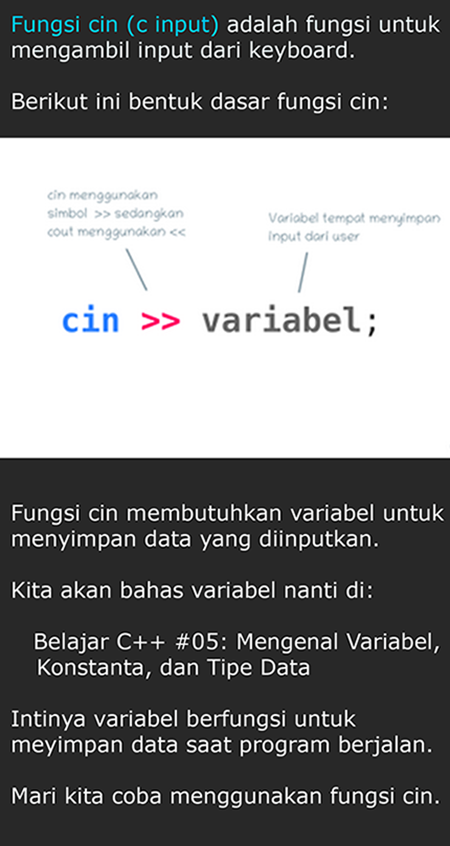 Fungsi cin (c input) adalah fungsi untuk
mengambil input dari keyboard.
Berikut ini bentuk dasar fungsi cin:
cin menggunakan
simbol >> sedangkan
cout menggunakan <<
Variabel tempat menyimpan
input dari user
cin >> variabel;
Fungsi cin membutuhkan variabel untuk
menyimpan data yang diinputkan.
Kita akan bahas variabel nanti di:
Belajar C++ #05: Mengenal Variabel,
Konstanta, dan Tipe Data
Intinya variabel berfungsi untuk
meyimpan data saat program berjalan.
Mari kita coba menggunakan fungsi cin.